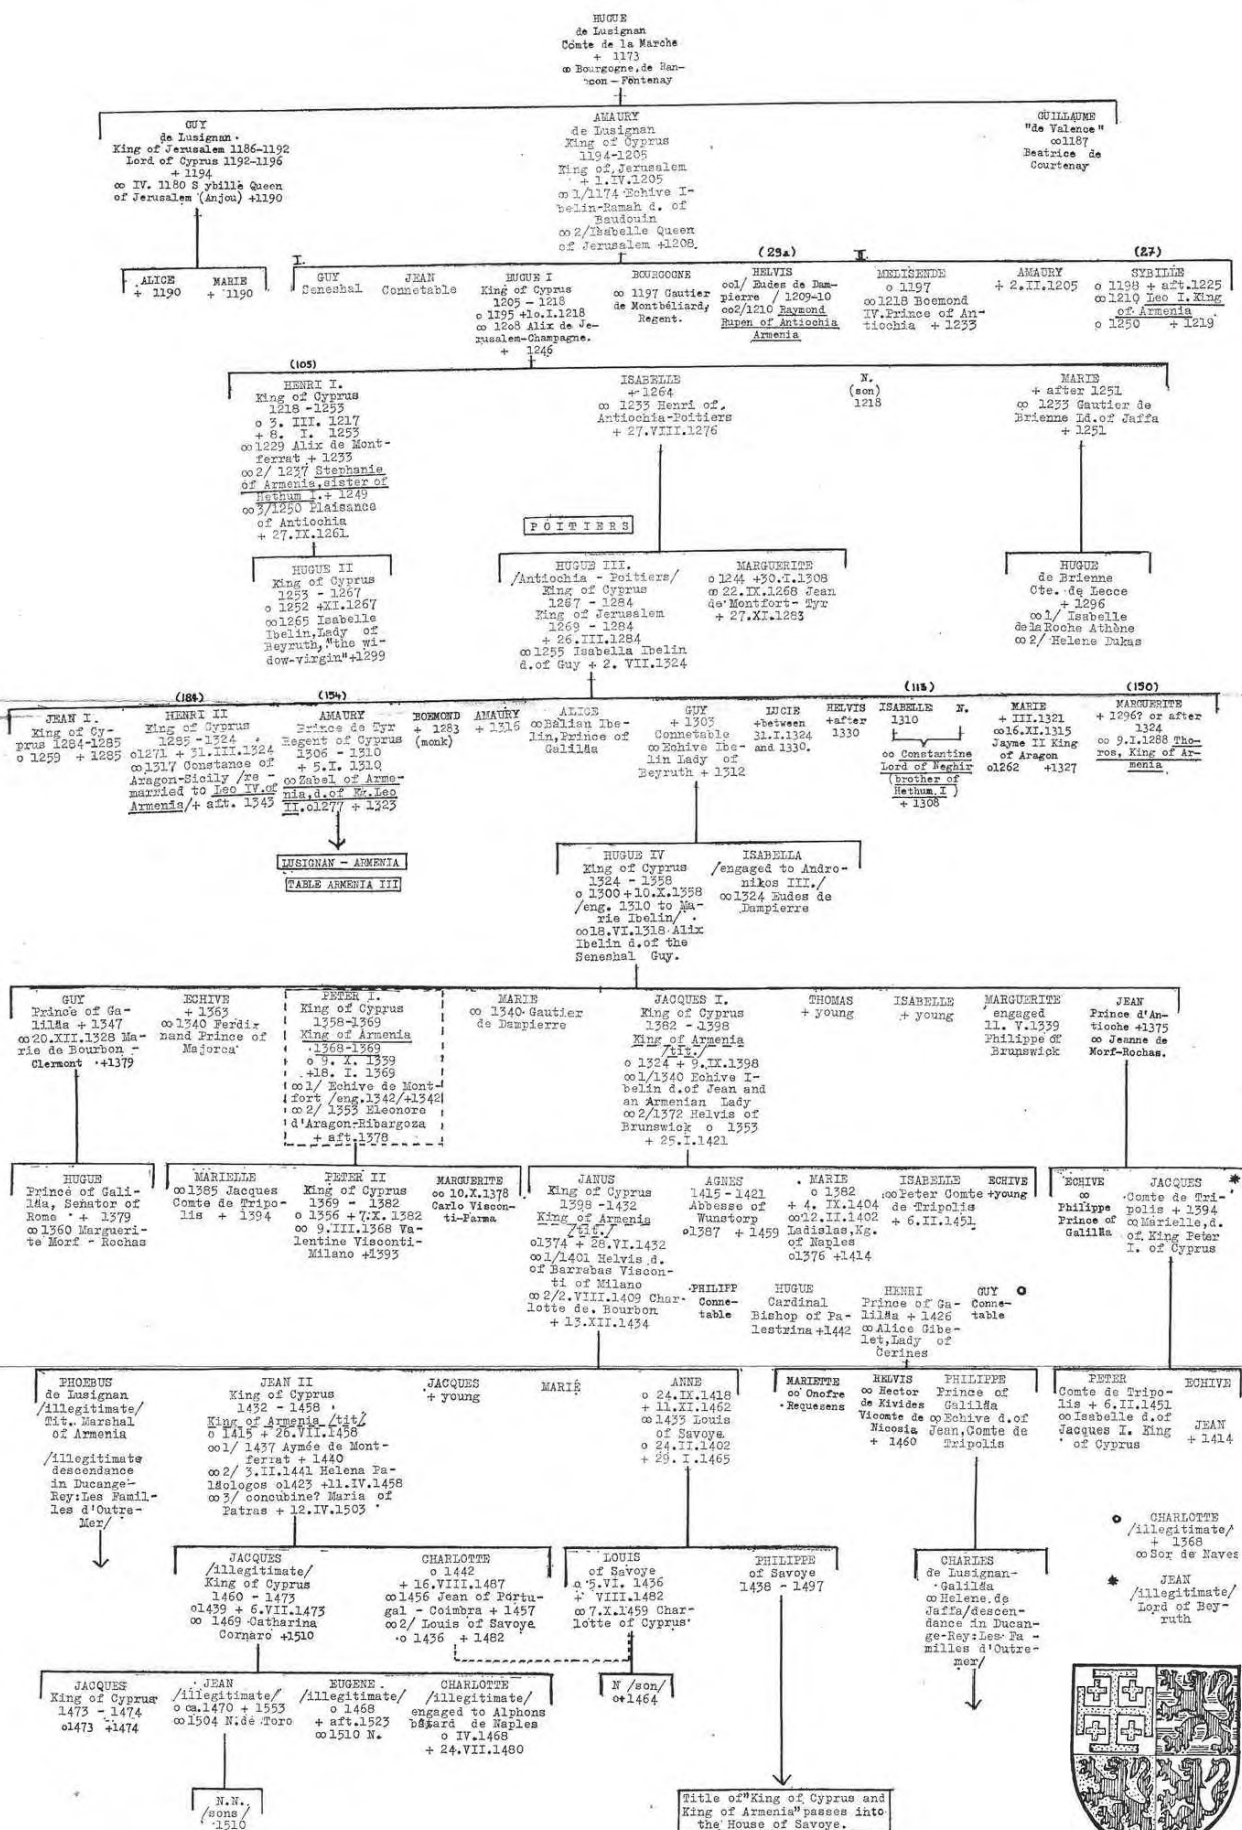 HUGUE
de Lusignan
Comte de la Marche
+ 1173
∞ Bourgogne, de Ran-
con - Fontenay
GUY
de Lusignan
King of Jerusalem 1186-1192
Lord of Cyprus 1192-1196
+ 1194
∞ IV. 1180 S ybille Queen
of Jerusalem (Anjou) +1190
AMAURY
de Lusignan
King of Cyprus
1194-1205
King of Jerusalem
+ 1.IV.1205
∞ 1/1174 Echive I-
belin-Ramah d. of
Baudouin
∞ 2/Isabelle Queen
of Jerusalem +1208.
GUILLAUME
"de Valence"
∞1187
Beatrice de
Courtenay
ALICE
+ 1190
MARIE
+ 1190
I.
GUY
Seneshal
JEAN
Connetable
HUGUE I
King of Cyprus
1205 - 1218
o 1195 +1o.I.1218
∞ 1208 Alix de Je-
rusalem-Champagne.
+ 1246
BOURGOGNE
∞ 1197 Gautier
de Montbéliard,
Regent.
(29a)
HELVIS
∞1/ Eudes de Dam-
pierre / 1209-10
∞2/1210 Raymond
Rupen of Antiochia
Armenia
II.
MELISENDE
o 1197
∞1218 Boemond
IV.Prince of An-
tiochia + 1233
AMAURY
+ 2.II.1205
(27)
SYBILLE
o 1198 + aft.1225
∞1210 Leo I.King
of Armenia
o 1250 + 1219
(105)
HENRI I.
King of Cyprus
1218 -1253
o 3. III. 1217
+ 8. I. 1253
∞1229 Alix de Mont-
ferrat + 1233
∞2/ 1237 Stephanie
of Armenia,sister of
Hethum I.+ 1249
∞3/1250 Plaisance
of Antiochia
+ 27.IX.1261
ISABELLE
+ 1264
∞ 1233 Henri of
Antiochia-Poitiers
+ 27.VIII.1276
N.
(son)
1218
MARIE
+ after 1251
∞ 1233 Gautier de
Brienne Ld.of Jaffa
+ 1251
POITIERS
HUGUE II
King of Cyprus
1253 - 1267
o 1252 +XI.1267
∞1265 Isabelle
Ibelin,Lady of
Beyruth,"the wi-
dow-virgin"+1299
HUGUE III.
/Antiochia - Poitiers/
King of Cyprus
1267 - 1284
King of Jerusalem
1269 - 1284
+ 26.III.1284
∞1255 Isabella Ibelin
d.of Guy + 2. VII.1324
MARGUERITE
o 1244 +30.I.1308
∞ 22.IX.1268 Jean
de Montfort- Tyr
+ 27.XI.1283
HUGUE
de Brienne
Cte. de Lecce
+ 1296
∞1/ Isabelle
delaRoche Athène
∞ 2/ Helene Dukas
JEAN I.
King of Cy-
prus 1284-1285
o 1259 + 1285
(184)
HENRI II
King of Cyprus
1285 -1324
o1271 + 31.III.1324
∞1317 Constance of
Aragon-Sicily /re-
married to Leo IV.of
Armenia/+ aft. 1343
(154)
AMAURY
Prince de Tyr
Regent of Cyprus
1306 - 1310
+ 5.I. 1310
∞Zabel of Arme-
nia,d.of Kg.Leo
II.o1277 + 1323
BOEMOND
+ 1283
(monk)
AMAURY
+ 1316
ALICE
∞Balian Ibe-
lin,Prince of
Galiläa
GUY
+ 1303
Connetable
∞ Echive Ibe-
lin Lady of
Beyruth + 1312
LUCIE
+between
31.I.1324
and 1330.
HELVIS
+after
1330
(113)
ISABELLE N.
1310
∞ Constantine
Lord of Neghir
(brother of
Hethum.I )
+ 1308
MARIE
+ III.1321
∞16.XI.1315
Jayme II King
of Aragon
o1262 +1327
(150)
MARGUERITE
+ 1296? or after
1324
∞ 9.I.1288 Tho-
ros, King of Ar-
menia
LUSIGNAN - ARMENIA
TABLE ARMENIA III
HUGUE IV
King of Cyprus
1324 - 1358
o 1300 +10.X.1358
/eng. 1310 to Ma-
rie Ibelin/
∞18.VI.1318 Alix
Ibelin d.of the
Seneshal Guy.
ISABELLA
/engaged to Andro-
nikos III./
∞1324 Eudes de
Dampierre
GUY
Prince of Ga-
liläa + 1347
∞20.XII.1328 Ma-
rie de Bourbon -
Clermont +1379
ECHIVE
+ 1363
∞1340 Ferdi-
nand Prince of
Majorca
PETER I.
King of Cyprus
1358-1369
King of Armenia
1368-1369
o 9. X. 1339
+18. I. 1369
∞1/ Echive de Mont-
fort /eng.1342/+1342
∞ 2/ 1353 Eleonore
d'Aragon-Ribargoza
+ aft.1378
MARIE
∞ 1340 Gautier
de Dampierre
JACQUES I.
King of Cyprus
1382 - 1398
King of Armenia
/tit./
o 1324 + 9.IX.1398
∞1/1340 Echive I-
belin d.of Jean and
an Armenian Lady
∞ 2/1372 Helvis of
Brunswick o 1353
+ 25.I.1421
THOMAS
+ young
ISABELLE
+ young
MARGUERITE
engaged
11. V.1339
Philippe of
Brunswick
JEAN
Prince d'An-
tioche +1375
∞ Jeanne de
Morf-Rochas.
HUGUE
Prince of Gali-
läa, Senator of
Rome + 1379
∞1360 Margueri-
te Morf - Rochas
MARIELLE
∞1385 Jacques
Comte de Tripo-
lis + 1394
PETER II
King of Cyprus
1369 - 1382
o 1356 + 7.X.1382
∞ 9.III.1368 Va-
lentine Visconti-
Milano +1393
MARGUERITE
∞ 10.X.1378
Carlo Viscon-
ti-Parma
JANUS
King of Cyprus
1398 -1432
King of Armenia
/tit./
o1374 + 28.VI.1432
∞1/1401 Helvis d.
of Barrabas Viscon-
ti of Milano
∞ 2/2.VIII.1409 Char-
lotte de Bourbon
+ 13.XII.1434
AGNES
1415 -1421
Abbesse of
Wunstorp
o1387 + 1459
MARIE
o 1382
+ 4. IX.1404
∞12.II.1402
Ladislas,Kg.
of Naples
o1376 +1414
ISABELLE
∞Peter Comte
de Tripolis
+ 6.II.1451
ECHIVE
+young
ECHIVE
∞
Philippe
Prince of
Galiläa
JACQUES *
Comte de Tri-
polis + 1394
∞ Marielle,d.
of King Peter
I. of Cyprus
PHILIPP
Conne-
table
HUGUE
Cardinal
Bishop of Pa-
lestrina +1442
HENRI
Prince of Ga-
liläa + 1426
∞ Alice Gibe-
let,Lady of
Cerines
GUY o
Conne-
table
PHOEBUS
de Lusignan
/illegitimate/
Tit. Marshal
of Armenia
/illegitimate
descendance
in Ducange-
Rey:Les Famil-
les d'Outre-
Mer/
JEAN II
King of Cyprus
1432 - 1458
King of Armenia /tit/
o 1415 + 26.VII.1458
∞1/ 1437 Aymée de Mont-
ferrat + 1440
∞ 2/ 3.II.1441 Helena Pa-
läologos o1423 +11.IV.1458
∞ 3/ concubine? Maria of
Patras + 12.IV.1503
JACQUES
+ young
MARIE
ANNE
o 24.IX.1418
+ 11.XI.1462
∞1433 Louis
of Savoye
o 24.II.1402
+ 29. I.1465
MARIETTE
∞ Onofre
Requesens
HELVIS
∞ Hector
de Kivides
Vicomte de
Nicosia
+ 1460
PHILIPPE
Prince of
Galiläa
∞ Echive d.of
Jean,Comte de
Tripolis
PETER
Comte de Tripo-
lis + 6.II.1451
∞ Isabelle d.of
Jacques I. King
of Cyprus
ECHIVE
JEAN
+ 1414
o CHARLOTTE
/illegitimate/
+ 1368
∞ Sor de Naves
* JEAN
/illegitimate/
Lord of Bey-
ruth
JACQUES
/illegitimate/
King of Cyprus
1460 - 1473
o1439 + 6.VII.1473
∞ 1469 Catharina
Cornaro +1510
CHARLOTTE
o 1442
+ 16.VIII.1487
∞1456 Jean of Portu-
gal - Coimbra + 1457
∞2/ Louis of Savoye
o 1436 + 1482
LOUIS
of Savoye
o 5.VI. 1436
+ VIII.1482
∞ 7.X.1459 Char-
lotte of Cyprus
PHILIPPE
of Savoye
1438 - 1497
CHARLES
de Lusignan-
Galiläa
∞ Helene de
Jaffa/descen-
dance in Ducan-
ge-Rey:Les Fa-
milles d'Outre-
mer/
JACQUES
King of Cyprus
1473 - 1474
o1473 +1474
JEAN
/illegitimate/
o ca.1470 + 1553
∞1504 N.de Toro
EUGENE
/illegitimate/
o 1468
+ aft.1523
∞1510 N.
CHARLOTTE
/illegitimate/
engaged to Alphons
bâtard de Naples
o IV.1468
+ 24.VII.1480
N /son/
o+1464
N.N.
/sons/
1510
Title of "King of Cyprus and
King of Armenia" passes into
the House of Savoye.